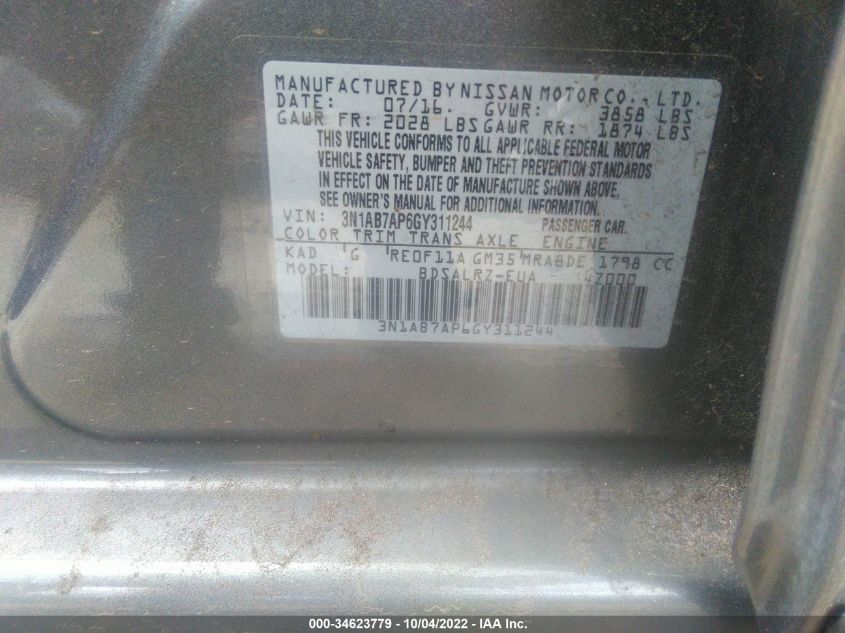 MANUFACTURED BY NISSAN MOTOR CO., LTD.
DATE: 07/16. GVWR: 3858 LBS
GAWR FR: 2028 LBS GAWR RR: 1874 LBS
THIS VEHICLE CONFORMS TO ALL APPLICABLE FEDERAL MOTOR
VEHICLE SAFETY, BUMPER AND THEFT PREVENTION STANDARDS
IN EFFECT ON THE DATE OF MANUFACTURE SHOWN ABOVE.
SEE OWNER'S MANUAL FOR ADDITIONAL INFORMATION.
VIN: 3N1AB7AP6GY311244 PASSENGER CAR.
COLOR TRIM TRANS AXLE ENGINE
KAD G RE0F11A GM35 MRA8DE 1798 CC
MODEL: BDSALRZ-EUA - 47000
3N1AB7AP6GY311244
000-34623779 - 10/04/2022 - IAA Inc.